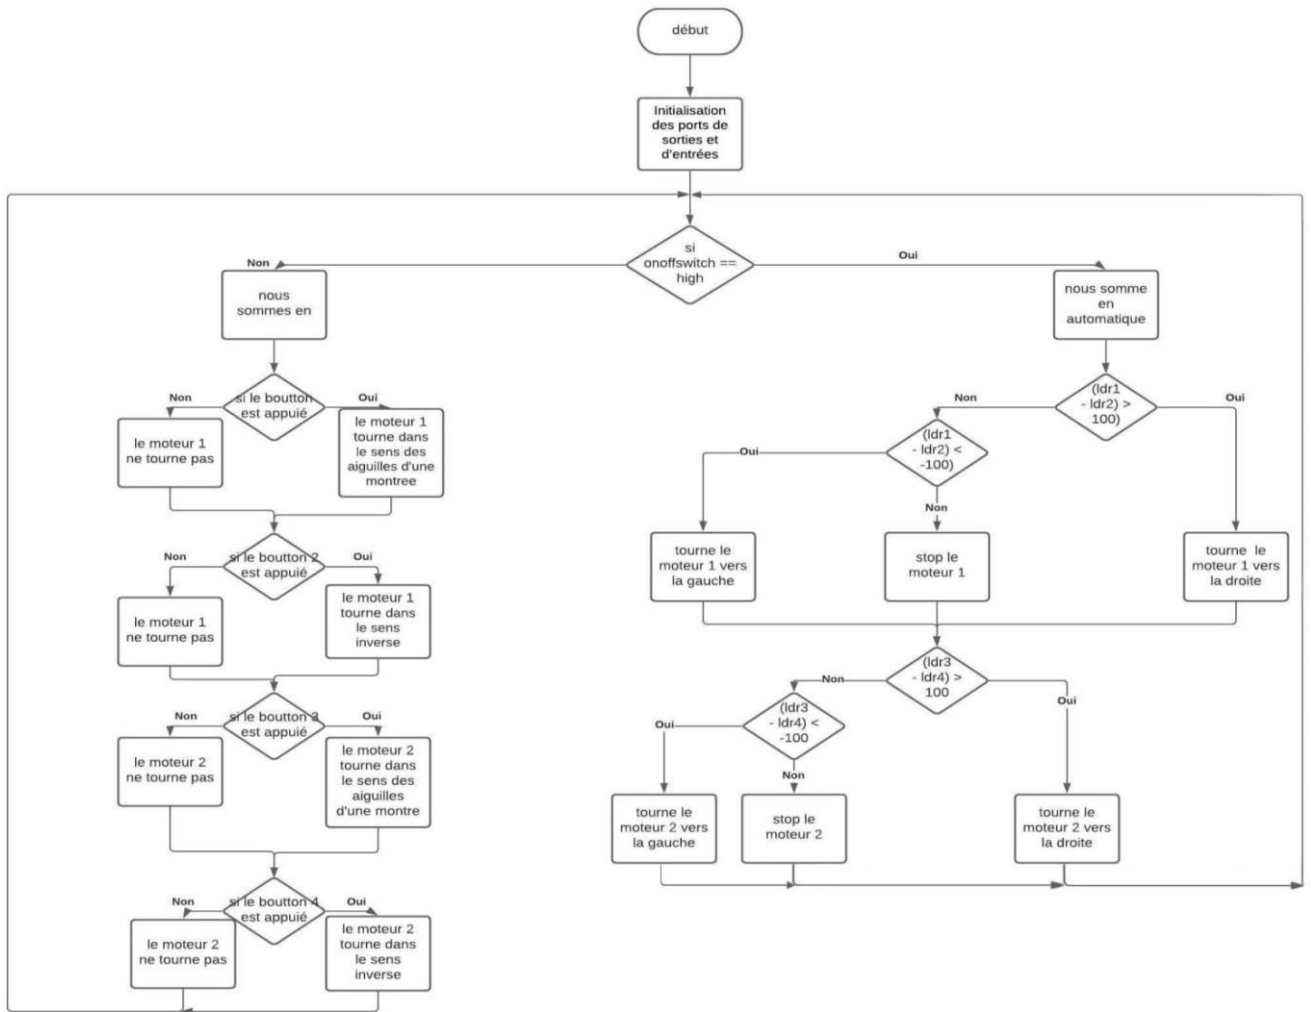 début
Initialisation
des ports de
sorties et
d'entrées
si
onoffswitch ==
high
Non
Oui
nous
sommes en
nous somme
en
automatique
si le boutton
est appuié
Non
Oui
le moteur 1
ne tourne pas
le moteur 1
tourne dans
le sens des
aiguilles d'une
montree
si le boutton 2
est appuié
Non
Oui
le moteur 1
ne tourne pas
le moteur 1
tourne dans
le sens
inverse
si le boutton 3
est appuié
Non
Oui
le moteur 2
ne tourne pas
le moteur 2
tourne dans
le sens des
aiguilles
d'une montre
si le boutton 4
est appuié
Non
Oui
le moteur 2
ne tourne pas
le moteur 2
tourne dans
le sens
inverse
(ldr1
- ldr2) >
100)
Non
Oui
(ldr1
- ldr2) <
-100)
Oui
Non
tourne le
moteur 1 vers
la gauche
stop le
moteur 1
tourne le
moteur 1 vers
la droite
(ldr3
- ldr4) >
100
Non
Oui
(ldr3
- ldr4) <
-100
Oui
Non
tourne le
moteur 2 vers
la gauche
stop le
moteur 2
tourne le
moteur 2 vers
la droite